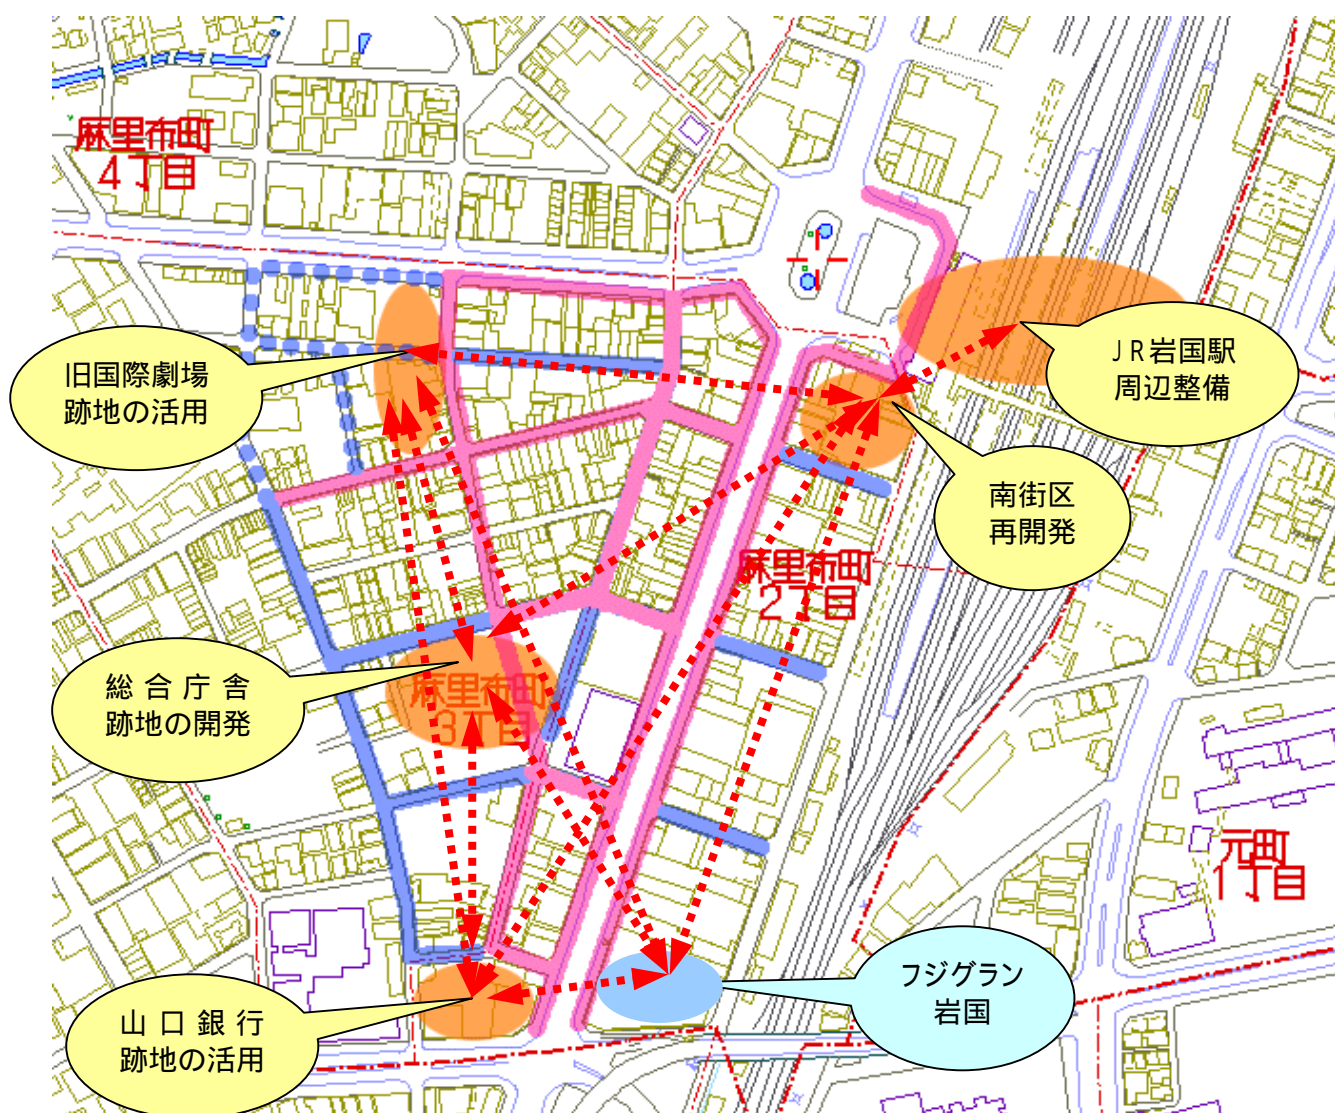 麻里布町
4丁目
旧国際劇場
跡地の活用
JR岩国駅
周辺整備
南街区
再開発
麻里布町
2丁目
総合庁舎
跡地の開発
麻里布町
3丁目
元町
1丁目
フジグラン
岩国
山口銀行
跡地の活用